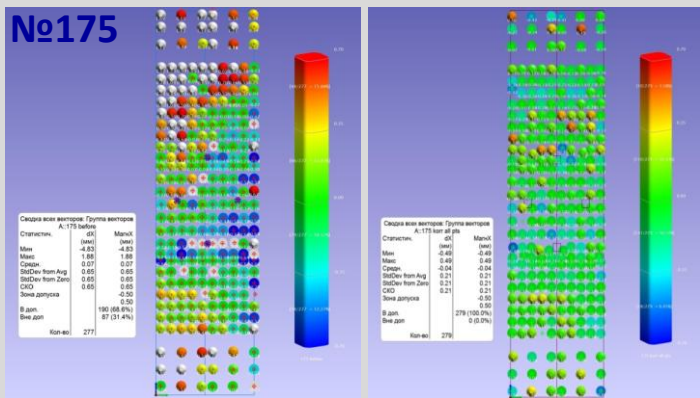 №175
Сводка всех векторов: Группа векторов
A::175 before
Статистич. dX МагнХ
(мм) (мм)
Мин -4.83 -4.83
Макс 1.88 1.88
Средн. 0.07 0.07
StdDev from Avg 0.65 0.65
StdDev from Zero 0.65 0.65
СКО 0.65 0.65
Зона допуска -0.50
0.50
В доп. 190 (68.6%)
Вне доп 87 (31.4%)
Кол-во 277
Сводка всех векторов: Группа векторов
A::175 korr all pts
Статистич. dX МагнХ
(мм) (мм)
Мин -0.49 -0.49
Макс 0.49 0.49
Средн. -0.04 -0.04
StdDev from Avg 0.21 0.21
StdDev from Zero 0.21 0.21
СКО 0.21 0.21
Зона допуска -0.50
0.50
В доп. 279 (100.0%)
Вне доп 0 (0.0%)
Кол-во 279